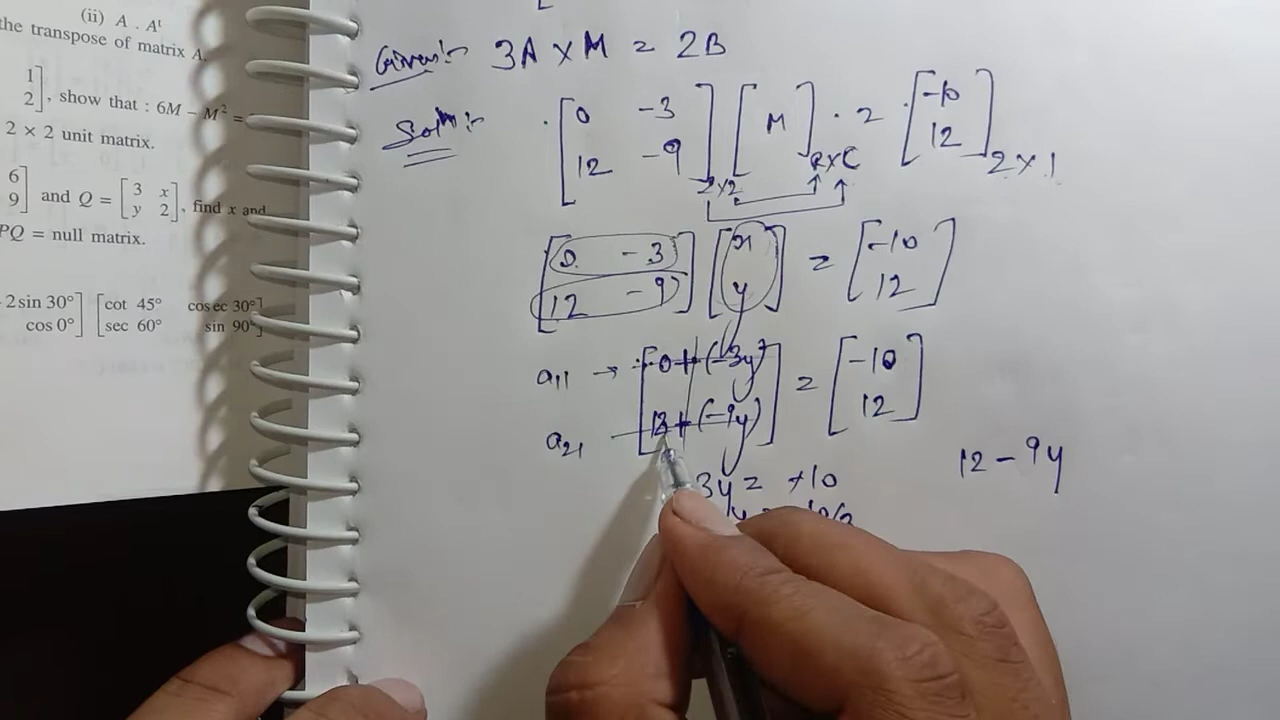 (ii) A . Aᵗ
the transpose of matrix A.
1
2], show that : 6M – M² =
2 × 2 unit matrix.
6
9] and Q = [3 x
y 2], find x and
PQ = null matrix.
2 sin 30°
cos 0°] [cot 45° cosec 30°
sec 60° sin 90°]
Given:- 3A × M = 2B
Soln:- [0 -3
12 -9]2×2 [M]R×C = [-10
12]2×1
[0 -3
12 -9] [x
y] = [-10
12]
a11 → [0+(-3y)
a21 12+(-9y)] = [-10
12]
12 - 9y
3y = +10